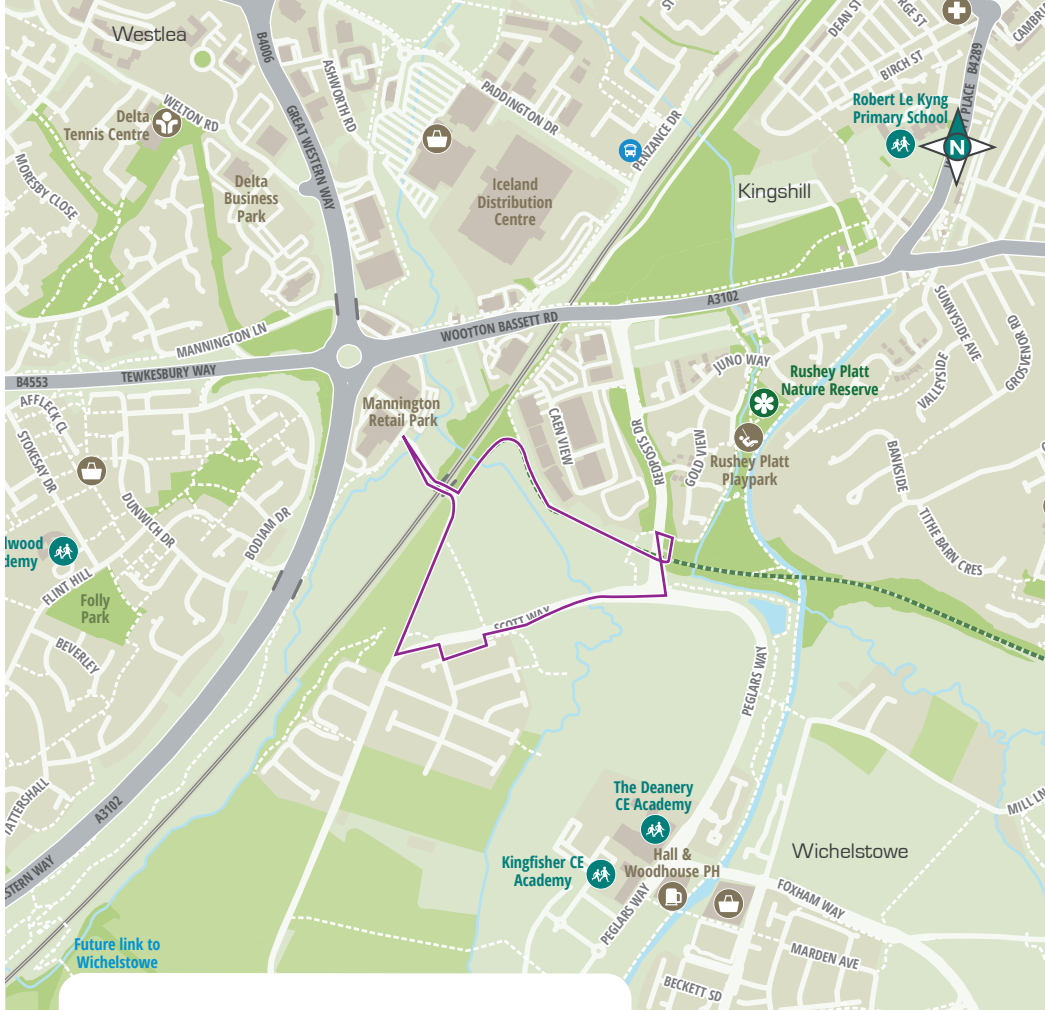 Westlea
B4006
ASHWORTH RD
PADDINGTON DR
PENZANCE DR
DEAN ST
BIRCH ST
B4289
Robert Le Kyng
Primary School
N
Delta
Tennis Centre
WELTON RD
GREAT WESTERN WAY
MORESBY CLOSE
Delta
Business
Park
Iceland
Distribution
Centre
Kingshill
A3102
WOOTTON BASSETT RD
MANNINGTON LN
B4553
TEWKESBURY WAY
SUNNYSIDE AVE
GROSVENOR RD
VALLEYSIDE
JUNO WAY
Rushey Platt
Nature Reserve
AFFLECK CL
STOKESAY DR
Mannington
Retail Park
CAEN VIEW
REDPOSTS DR
GOLD VIEW
Rushey Platt
Playpark
BANKSIDE
TITHE BARN CRES
DUNWICH DR
BODIAM DR
FLINT HILL
Folly
Park
BEVERLEY
SCOTT WAY
PEGLARS WAY
TATTERSHALL
A3102
MILL LN
The Deanery
CE Academy
Kingfisher CE
Academy
Hall &
Woodhouse PH
Wichelstowe
PEGLARS WAY
FOXHAM WAY
MARDEN AVE
BECKETT SD
Future link to
Wichelstowe